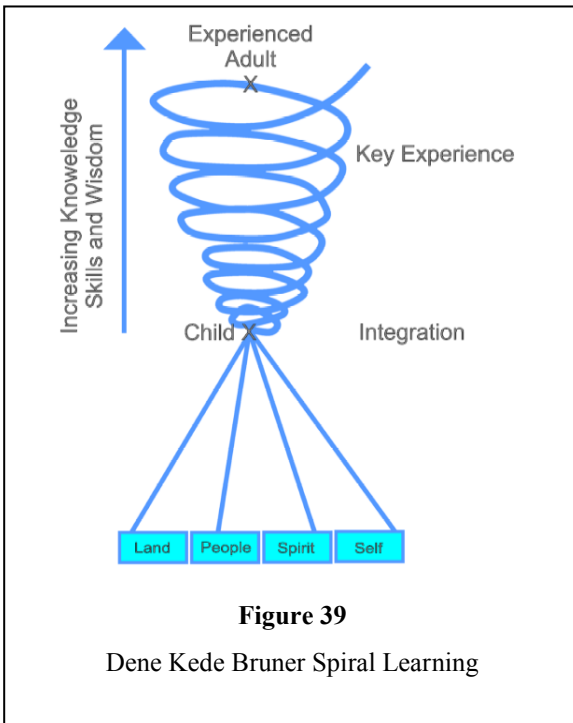 Experienced
Adult
X
Increasing Knoweledge
Skills and Wisdom
Key Experience
Child X
Integration
Land
People
Spirit
Self
Figure 39
Dene Kede Bruner Spiral Learning